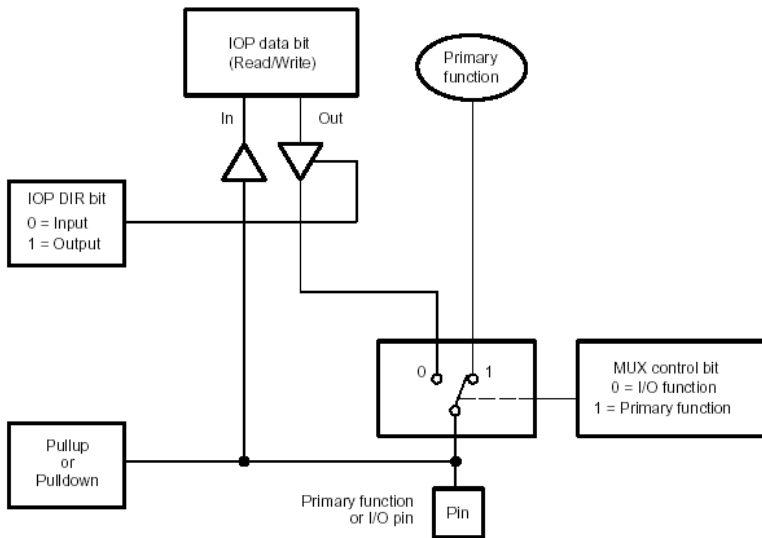 IOP data bit
(Read/Write)
Primary
function
In
Out
IOP DIR bit
0 = Input
1 = Output
0
1
MUX control bit
0 = I/O function
1 = Primary function
Pullup
or
Pulldown
Primary function
or I/O pin
Pin